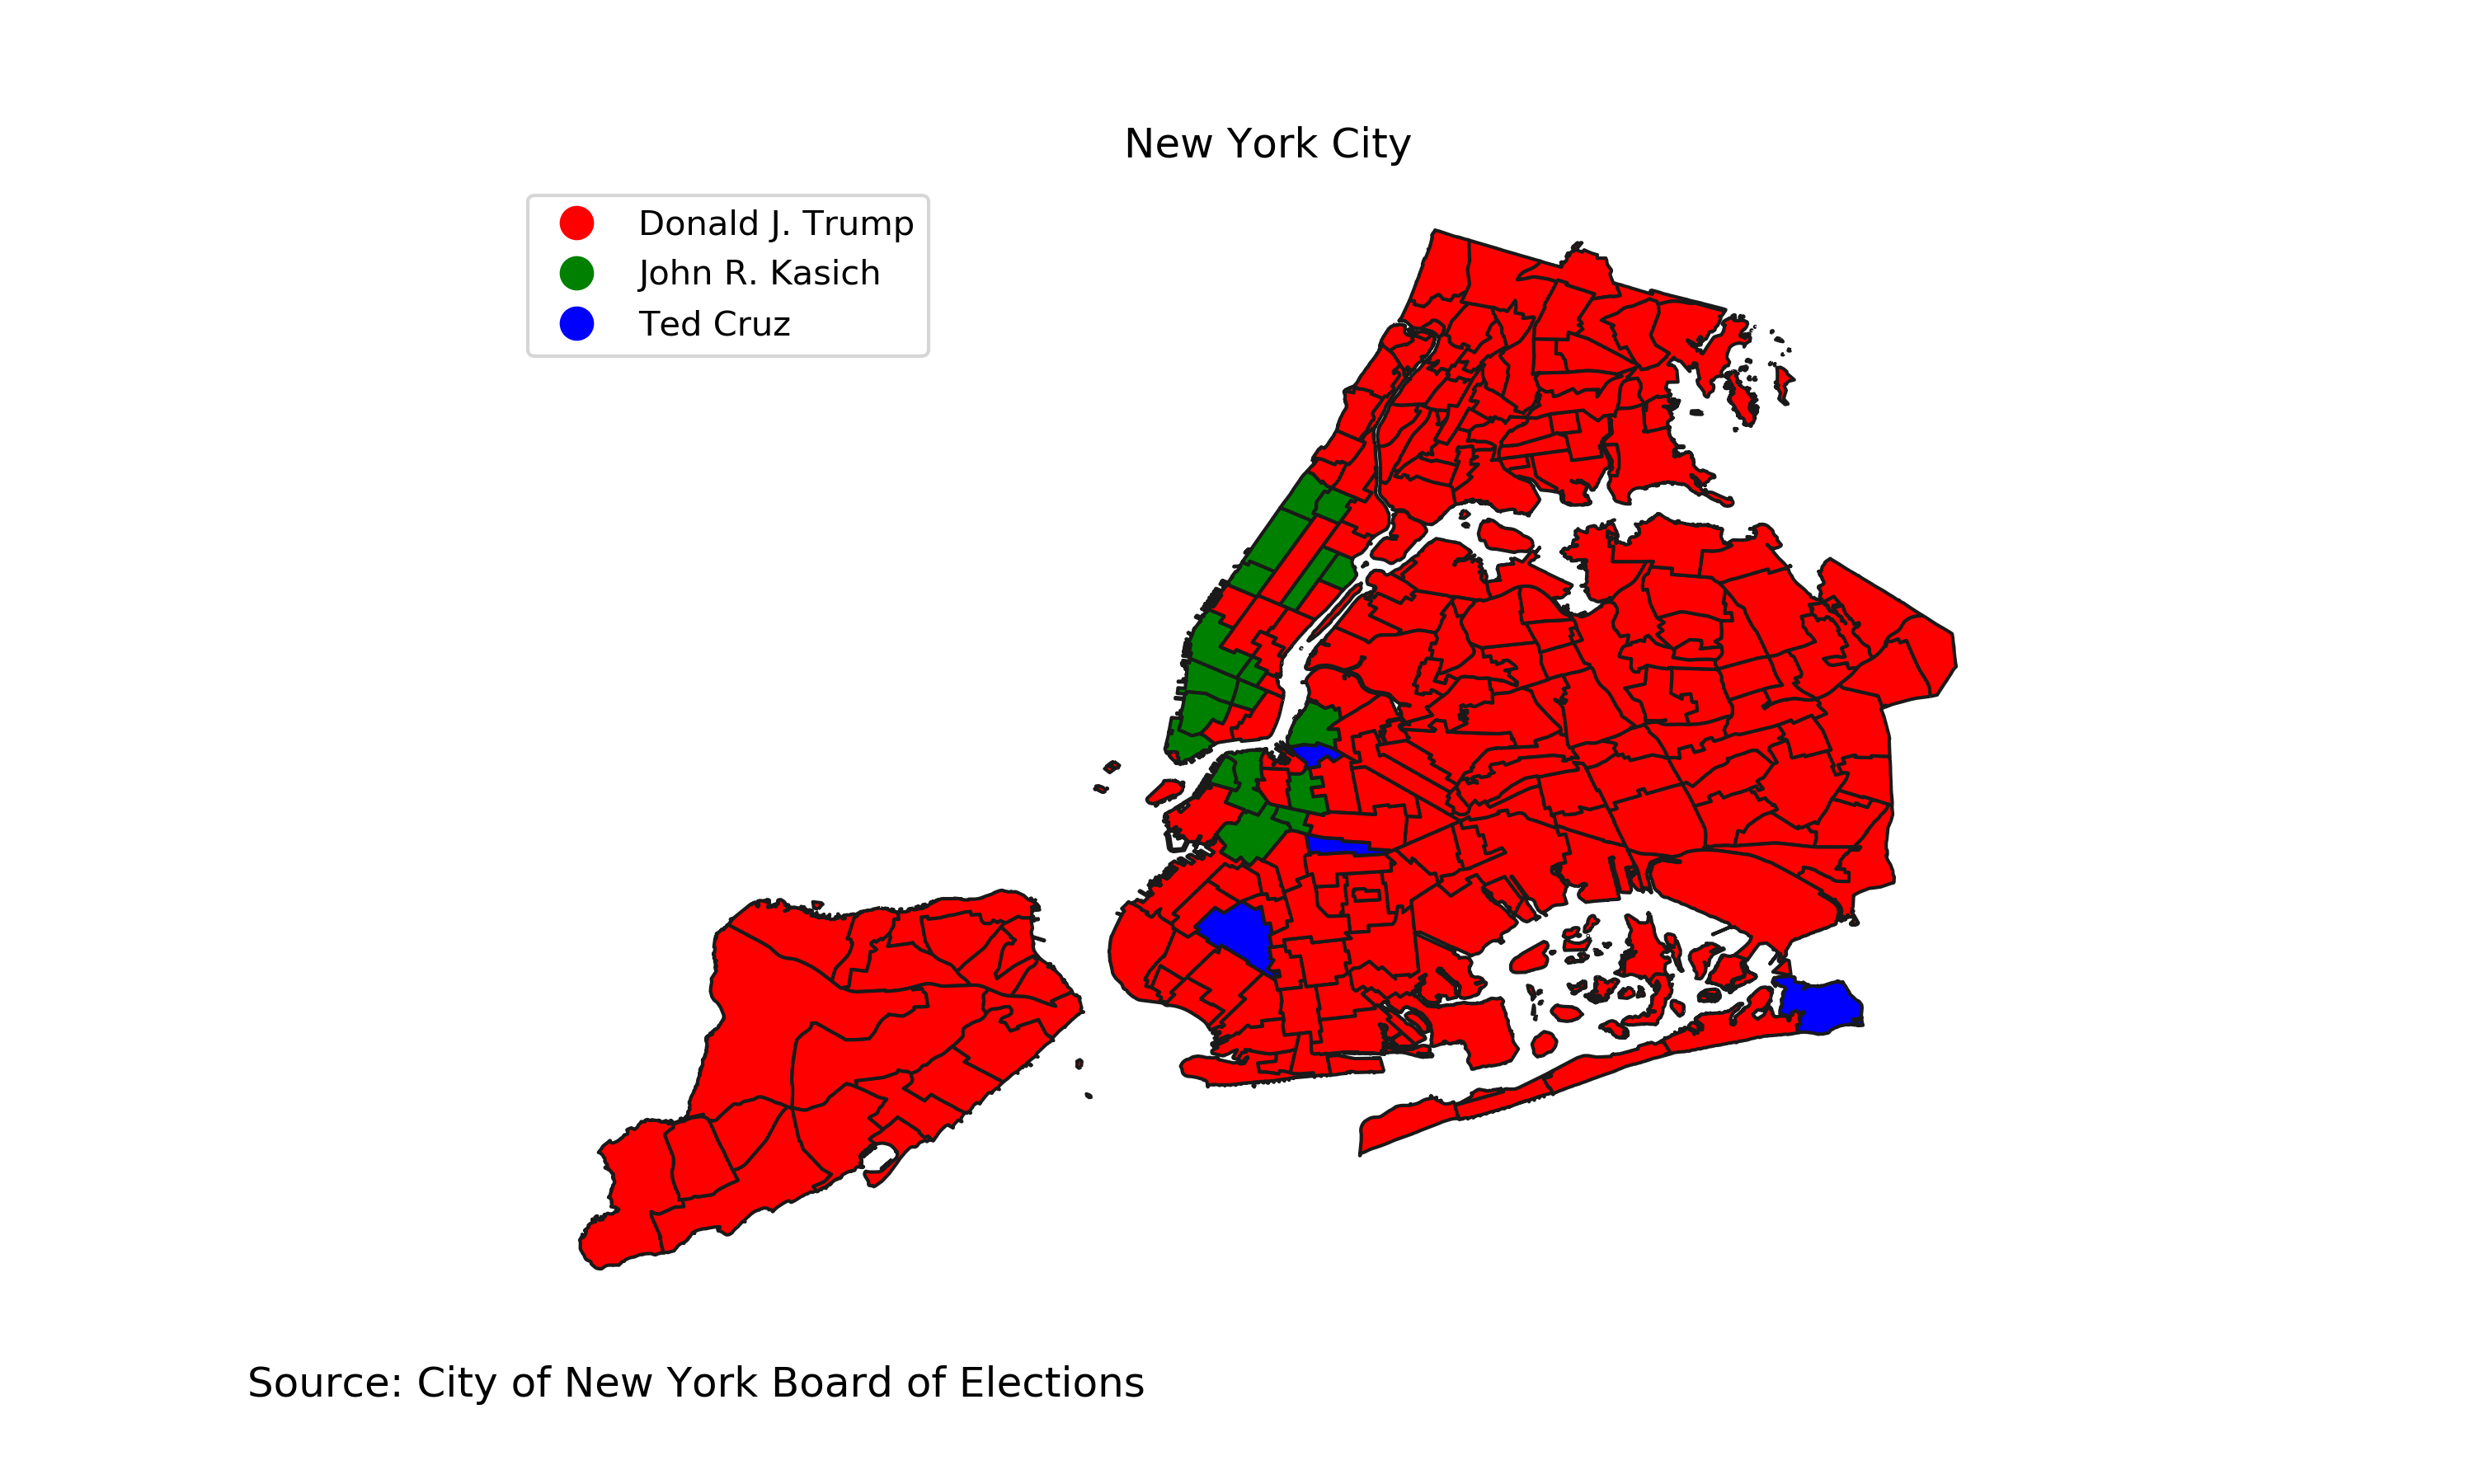 New York City
Donald J. Trump
John R. Kasich
Ted Cruz
Source: City of New York Board of Elections